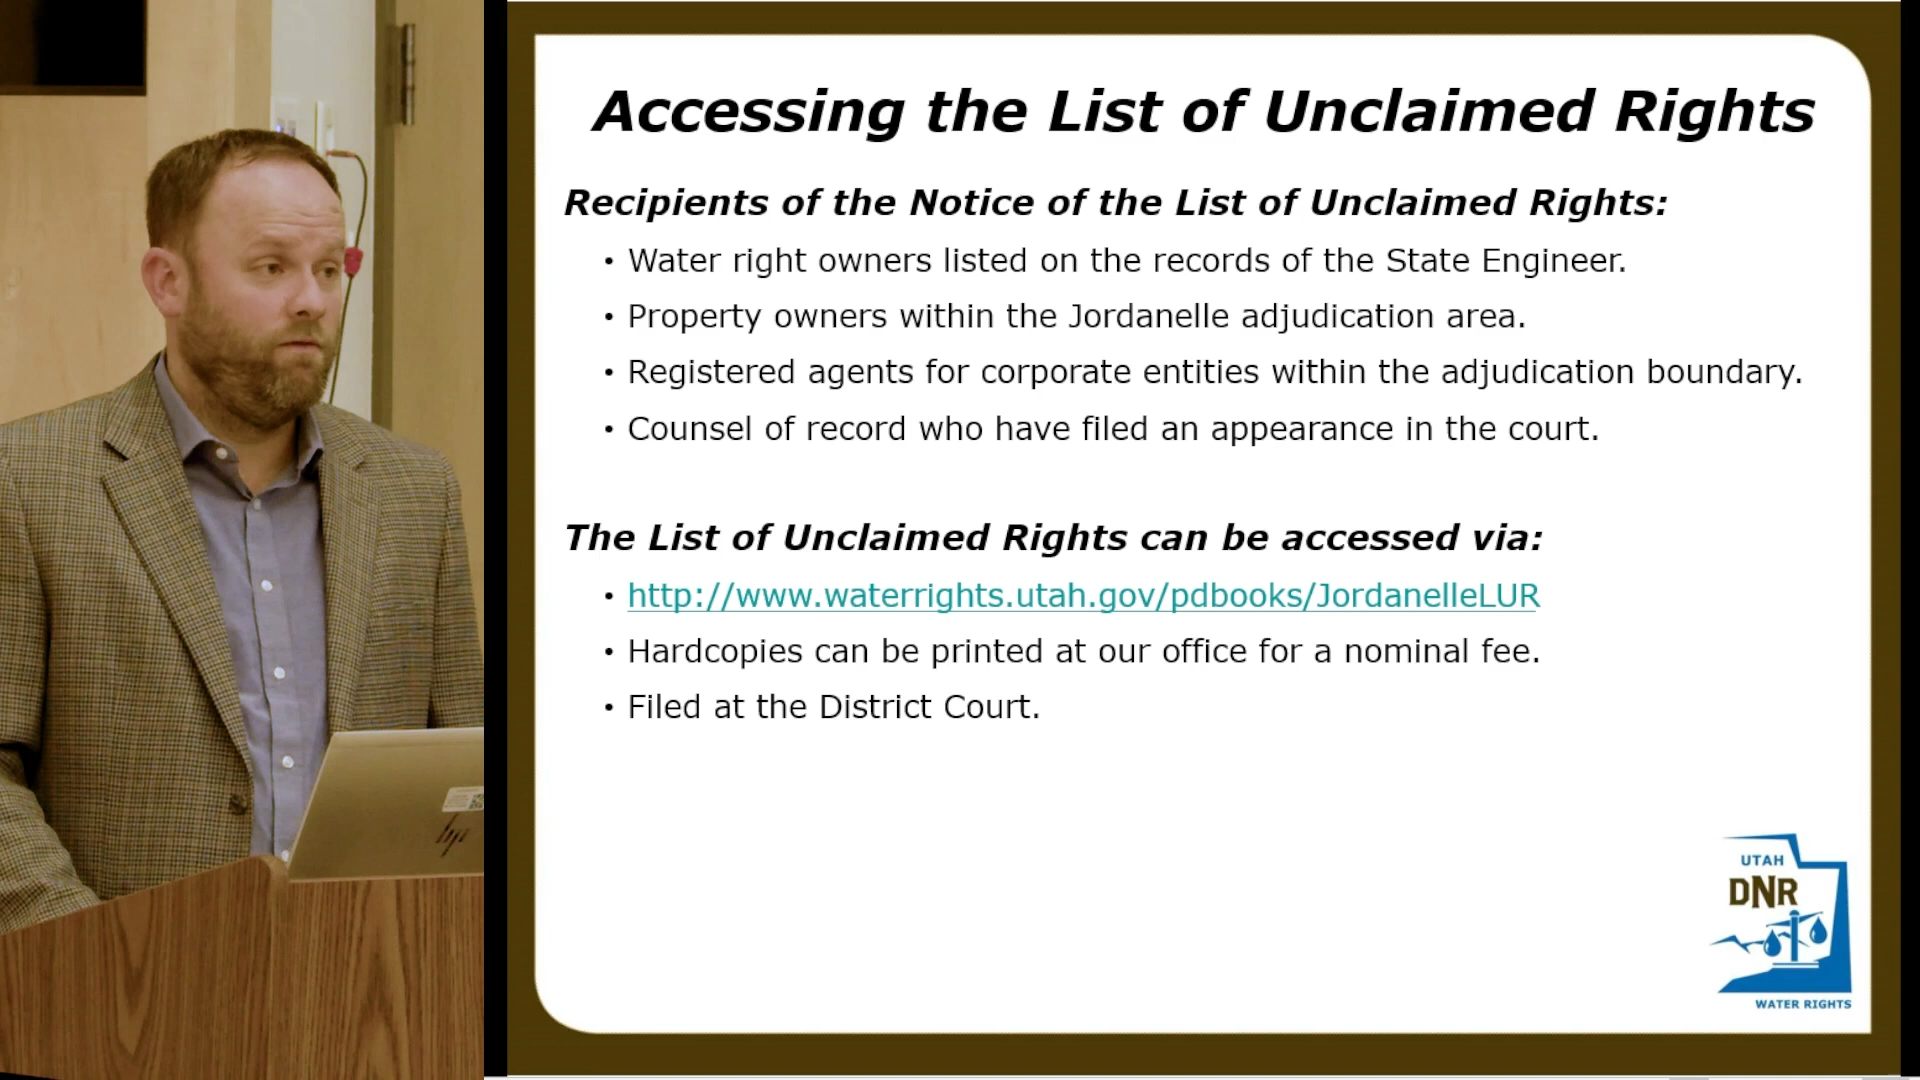 Accessing the List of Unclaimed Rights
Recipients of the Notice of the List of Unclaimed Rights:
• Water right owners listed on the records of the State Engineer.
• Property owners within the Jordanelle adjudication area.
• Registered agents for corporate entities within the adjudication boundary.
• Counsel of record who have filed an appearance in the court.
The List of Unclaimed Rights can be accessed via:
• http://www.waterrights.utah.gov/pdbooks/JordanelleLUR
• Hardcopies can be printed at our office for a nominal fee.
• Filed at the District Court.
UTAH
DNR
WATER RIGHTS
hp